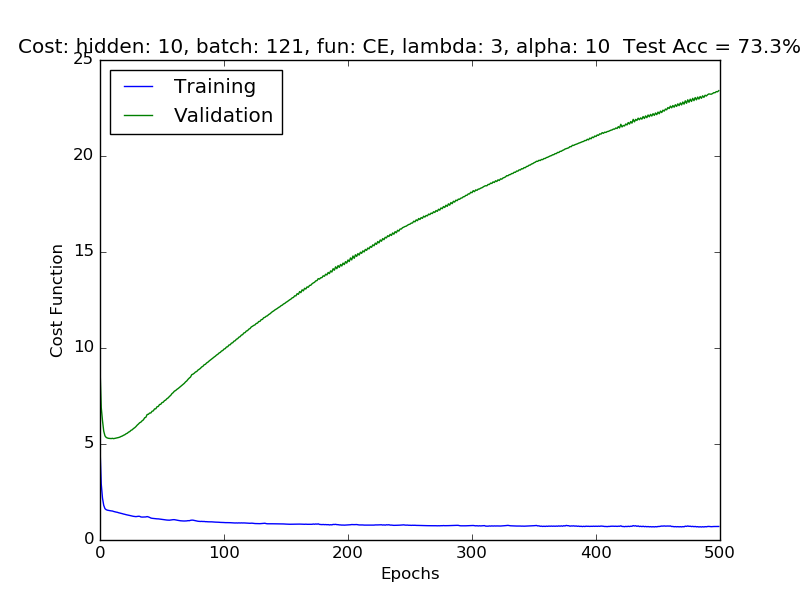 Cost: hidden: 10, batch: 121, fun: CE, lambda: 3, alpha: 10  Test Acc = 73.3%
25
Training
Validation
20
15
10
5
0
Cost Function
0 100 200 300 400 500
Epochs